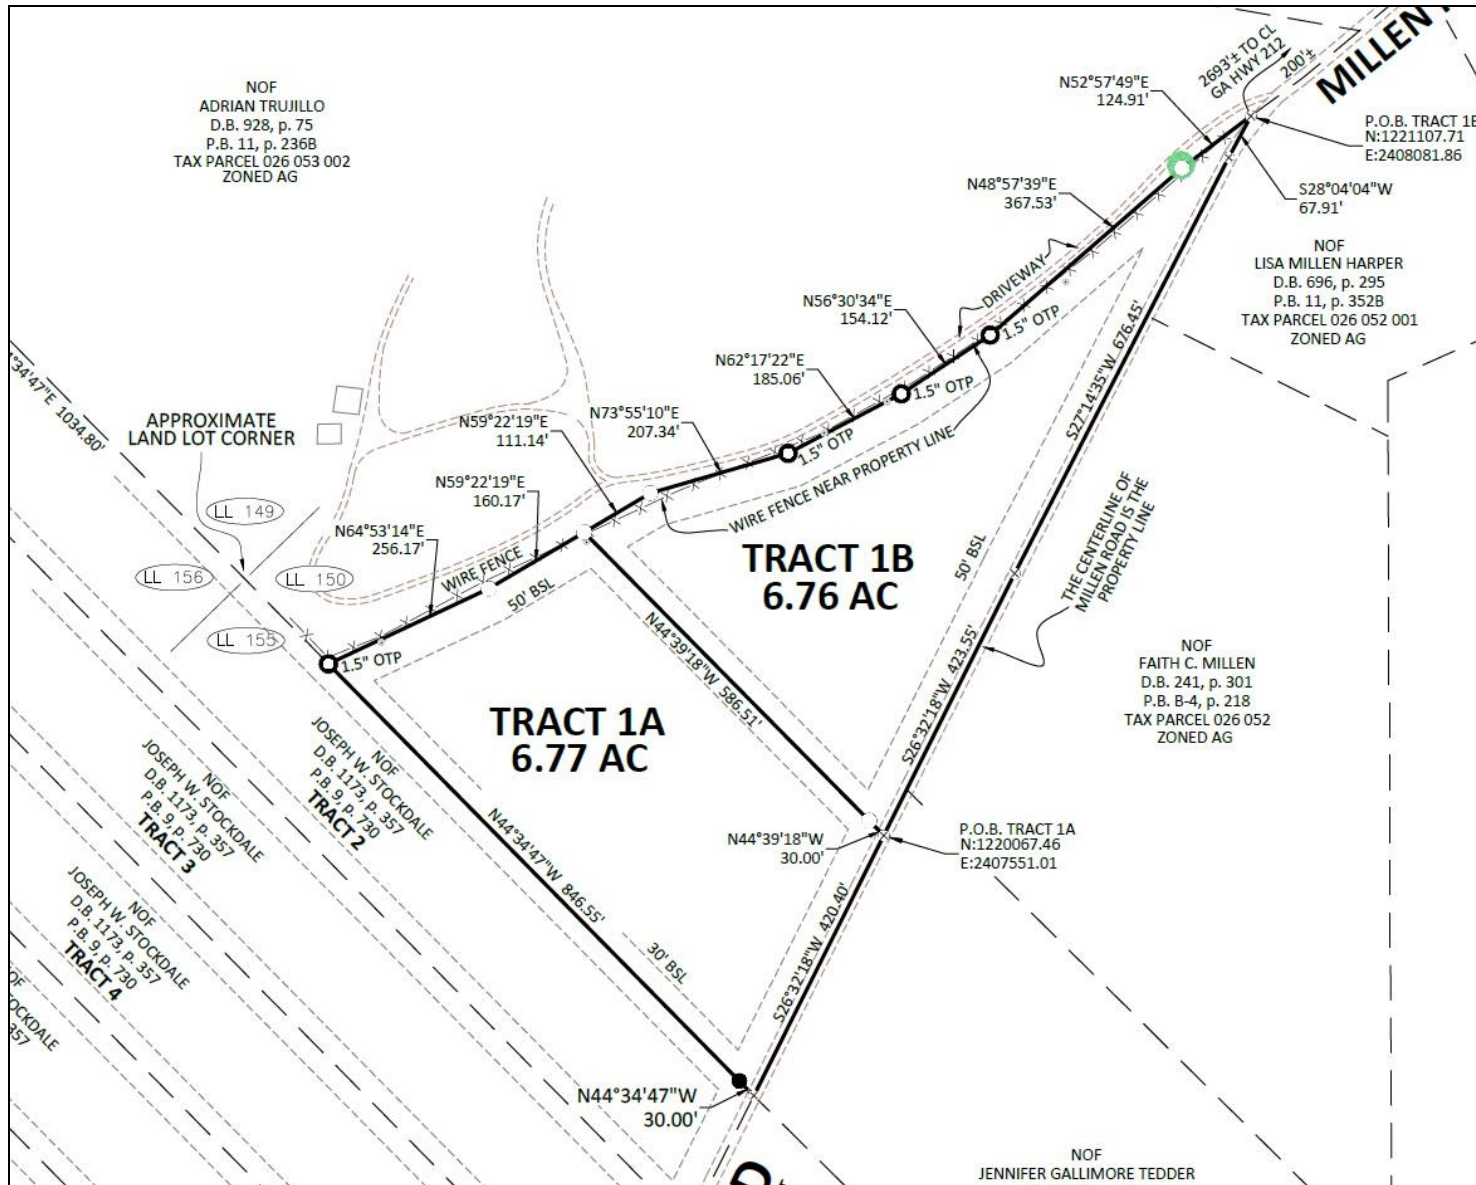 NOF
ADRIAN TRUJILLO
D.B. 928, p. 75
P.B. 11, p. 236B
TAX PARCEL 026 053 002
ZONED AG
2693'± TO CL
GA HWY 212
200'±
MILLEN
N52°57'49"E
124.91'
P.O.B. TRACT 1B
N:1221107.71
E:2408081.86
N48°57'39"E
367.53'
S28°04'04"W
67.91'
NOF
LISA MILLEN HARPER
D.B. 696, p. 295
P.B. 11, p. 352B
TAX PARCEL 026 052 001
ZONED AG
DRIVEWAY
N56°30'34"E
154.12'
1.5" OTP
S27°14'35"W 676.45'
N62°17'22"E
185.06'
1.5" OTP
34'47"E 1034.80'
APPROXIMATE
LAND LOT CORNER
N59°22'19"E
111.14'
N73°55'10"E
207.34'
1.5" OTP
WIRE FENCE NEAR PROPERTY LINE
N59°22'19"E
160.17'
LL 149
N64°53'14"E
256.17'
WIRE FENCE
50' BSL
LL 156
LL 150
LL 155
1.5" OTP
TRACT 1B
6.76 AC
50' BSL
THE CENTERLINE OF
MILLEN ROAD IS THE
PROPERTY LINE
N44°39'18"W 586.51'
S26°32'18"W 423.55'
NOF
FAITH C. MILLEN
D.B. 241, p. 301
P.B. B-4, p. 218
TAX PARCEL 026 052
ZONED AG
TRACT 1A
6.77 AC
NOF
JOSEPH W. STOCKDALE
D.B. 1173, p. 357
P.B. 9, p. 730
TRACT 2
NOF
JOSEPH W. STOCKDALE
D.B. 1173, p. 357
P.B. 9, p. 730
TRACT 3
NOF
JOSEPH W. STOCKDALE
D.B. 1173, p. 357
P.B. 9, p. 730
TRACT 4
OF
OCKDALE
357
N44°34'47"W 846.55'
30' BSL
N44°39'18"W
30.00'
P.O.B. TRACT 1A
N:1220067.46
E:2407551.01
S26°32'18"W 420.40'
N44°34'47"W
30.00'
D
NOF
JENNIFER GALLIMORE TEDDER